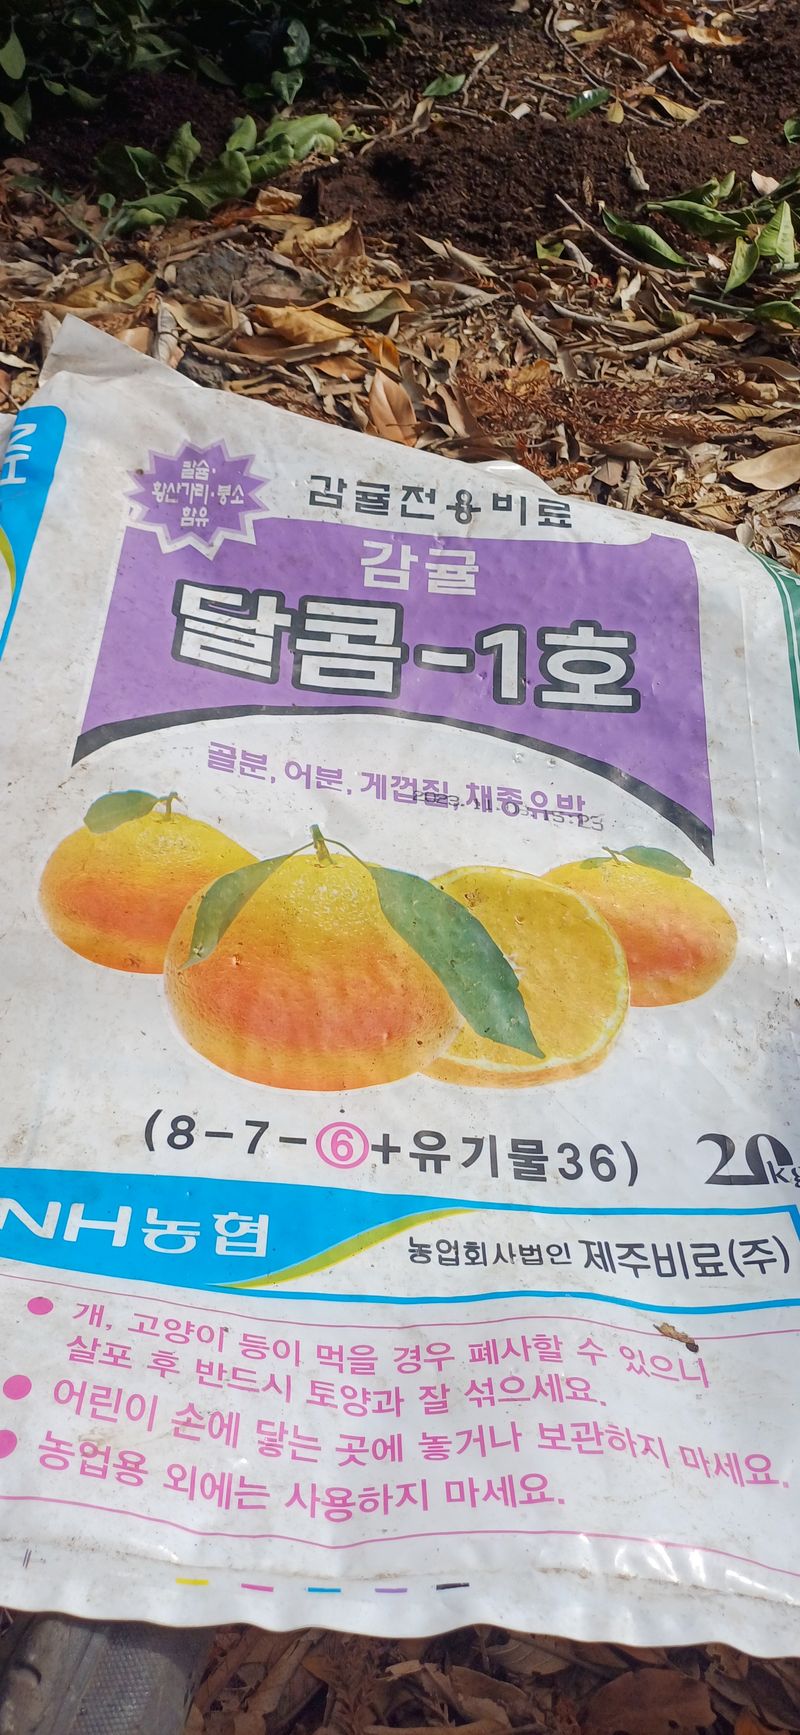 칼슘·
황산가리·붕소
함유
감귤전용비료
감귤
달콤-1호
골분, 어분, 게껍질, 채종유박
(8-7-⑥+유기물36)
20kg
NH농협
농업회사법인 제주비료(주)
● 개, 고양이 등이 먹을 경우 폐사할 수 있으니
살포 후 반드시 토양과 잘 섞으세요.
● 어린이 손에 닿는 곳에 놓거나 보관하지 마세요.
● 농업용 외에는 사용하지 마세요.